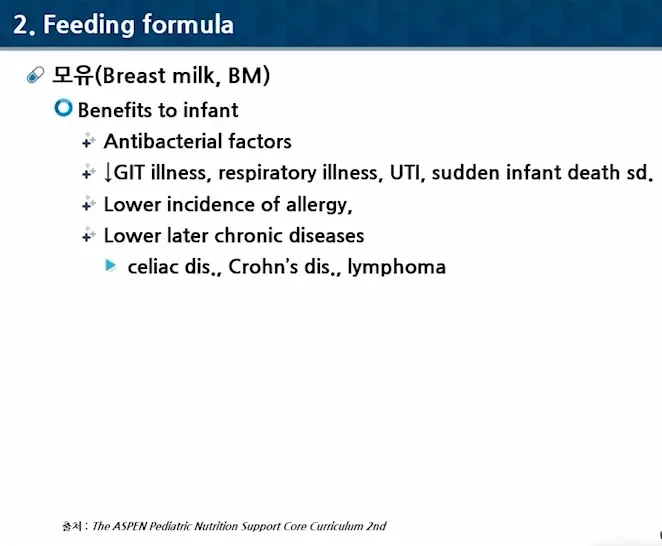 2. Feeding formula
모유(Breast milk, BM)
Benefits to infant
Antibacterial factors
↓GIT illness, respiratory illness, UTI, sudden infant death sd.
Lower incidence of allergy,
Lower later chronic diseases
celiac dis., Crohn's dis., lymphoma
출처 : The ASPEN Pediatric Nutrition Support Core Curriculum 2nd